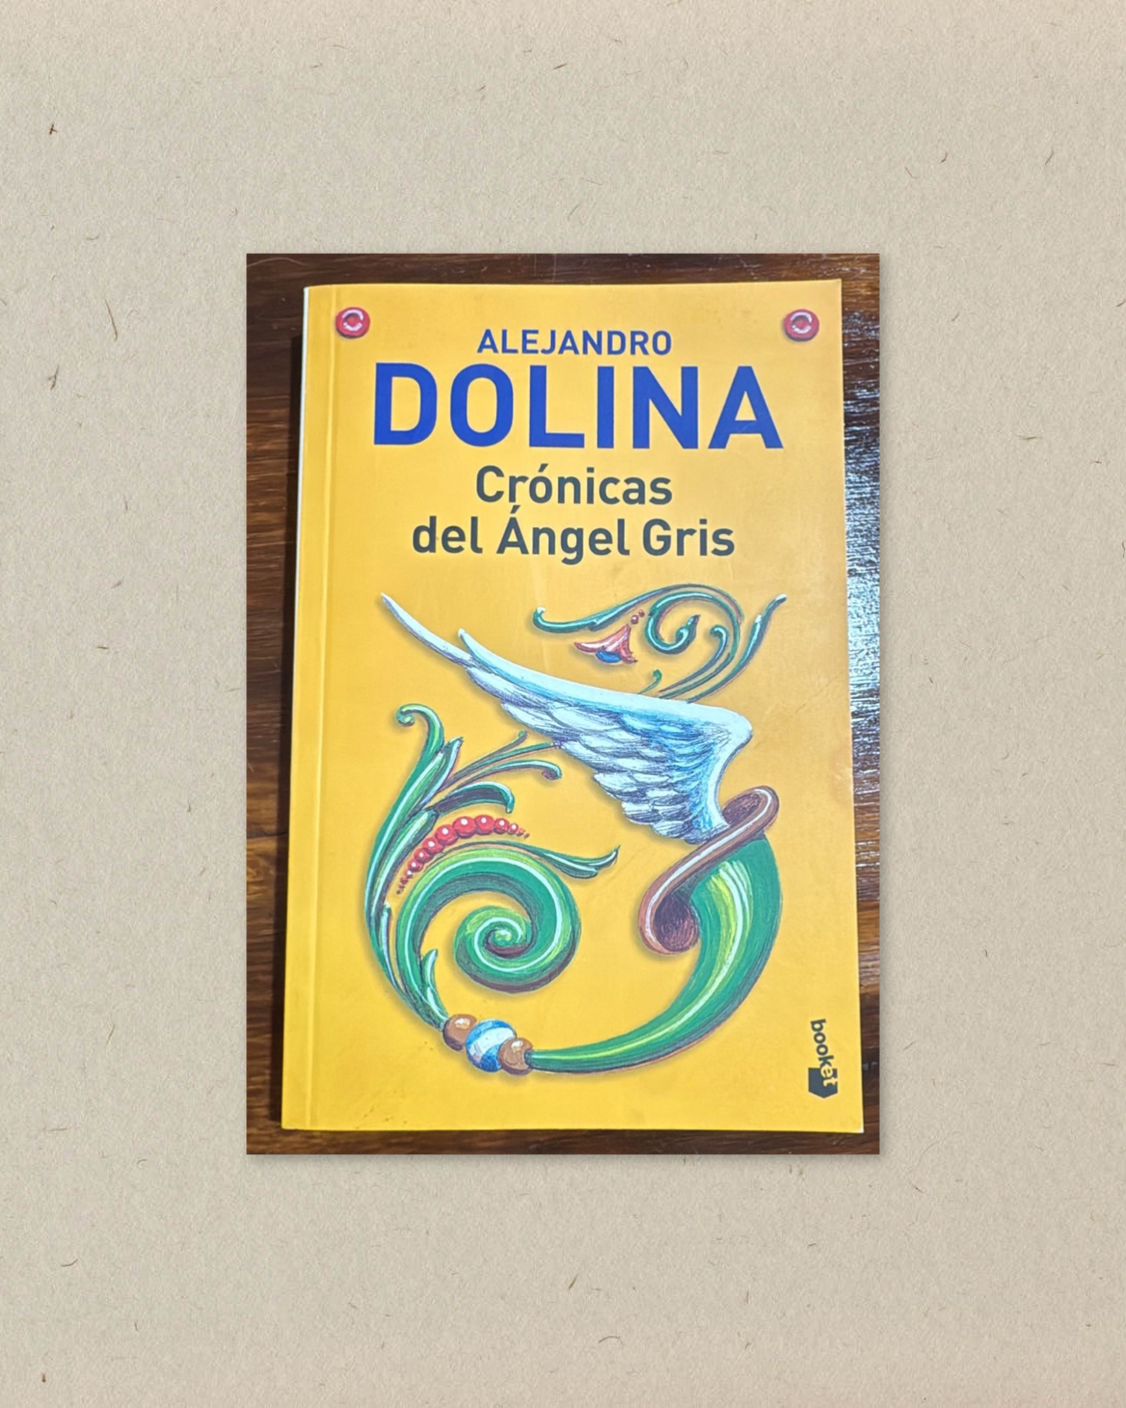 ALEJANDRO
DOLINA
Crónicas
del Ángel Gris
booket